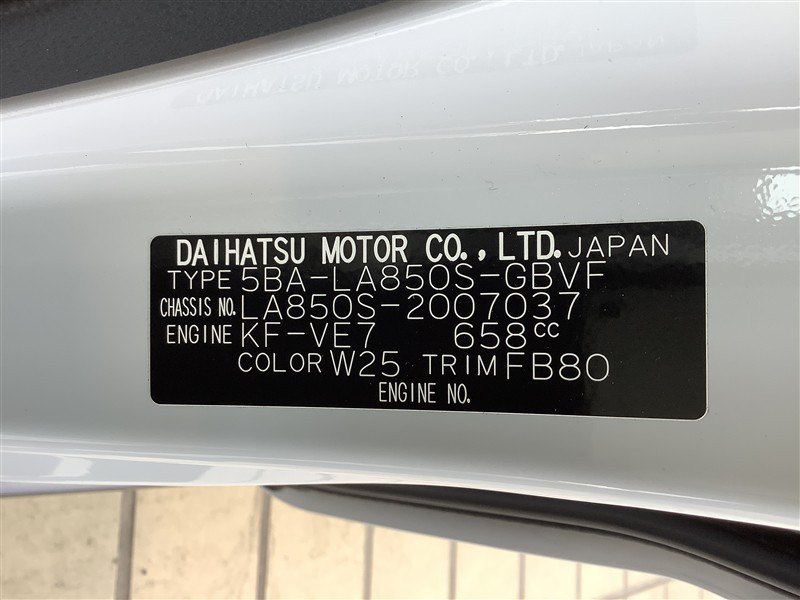 DAIHATSU MOTOR CO.,LTD. JAPAN
TYPE 5BA-LA850S-GBVF
CHASSIS NO. LA850S-2007037
ENGINE KF-VE7 658cc
COLOR W25 TRIM FB80
ENGINE NO.